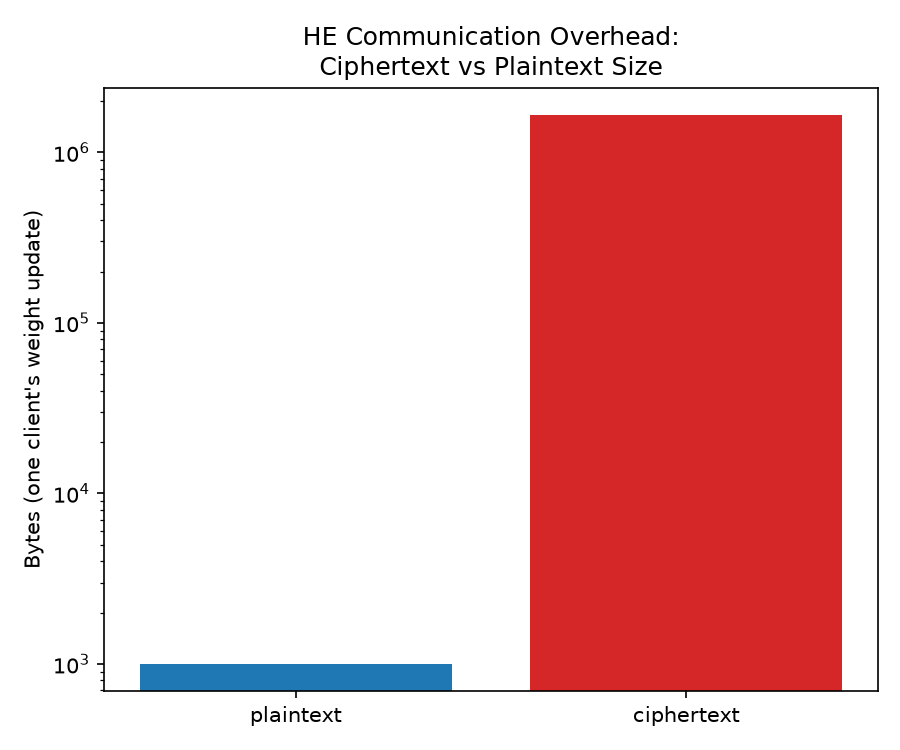 HE Communication Overhead:
Ciphertext vs Plaintext Size
Bytes (one client's weight update)
10⁶
10⁵
10⁴
10³
plaintext
ciphertext